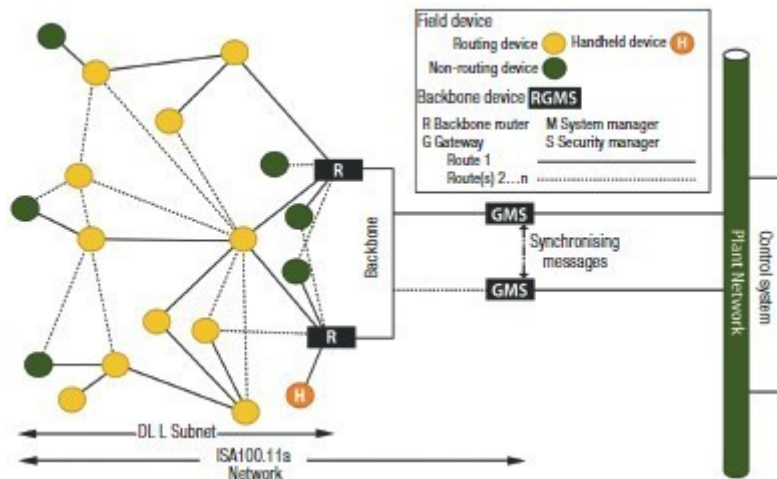 Field device
Routing device
Handheld device H
Non-routing device
Backbone device RGMS
R Backbone router M System manager
G Gateway S Security manager
Route 1
Route(s) 2...n
R
GMS
Backbone
Synchronising
messages
GMS
R
H
Plant Network
Control system
DL L Subnet
ISA100.11a
Network